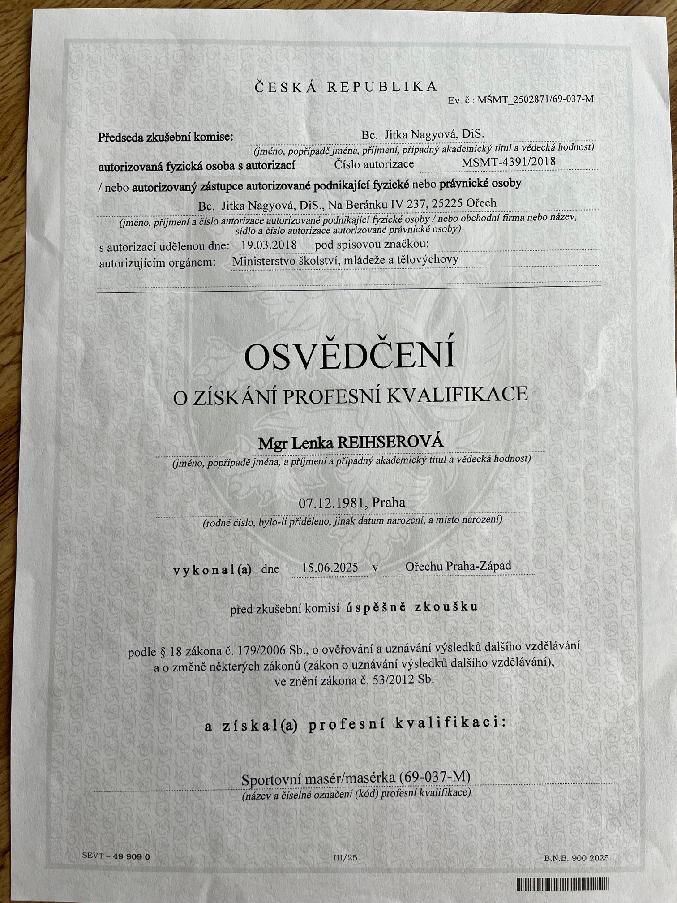 ČESKÁ REPUBLIKA
Ev. č : MŠMT_2502871/69-037-M
Předseda zkušební komise: Bc. Jitka Nagyová, DiS.
(jméno, popřípadě jména, příjmení, případný akademický titul a vědecká hodnost)
autorizovaná fyzická osoba s autorizací Číslo autorizace MSMT-4391/2018
/ nebo autorizovaný zástupce autorizované podnikající fyzické nebo právnické osoby
Bc. Jitka Nagyová, DiS., Na Beránku IV 237, 25225 Ořech
(jméno, příjmení a číslo autorizace autorizované podnikající fyzické osoby / nebo obchodní firma nebo název,
sídlo a číslo autorizace autorizované právnické osoby)
s autorizací udělenou dne: 19.03.2018 pod spisovou značkou:
autorizujícím orgánem: Ministerstvo školství, mládeže a tělovýchovy
OSVĚDČENÍ
O ZÍSKÁNÍ PROFESNÍ KVALIFIKACE
Mgr Lenka REIHSEROVÁ
(jméno, popřípadě jména, a příjmení a případný akademický titul a vědecká hodnost)
07.12.1981, Praha
(rodné číslo, bylo-li přiděleno, jinak datum narození, a místo narození)
vykonal(a) dne 15.06.2025 v Ořechu Praha-Západ
před zkušební komisí úspěšně zkoušku
podle § 18 zákona č. 179/2006 Sb., o ověřování a uznávání výsledků dalšího vzdělávání
a o změně některých zákonů (zákon o uznávání výsledků dalšího vzdělávání),
ve znění zákona č. 53/2012 Sb.
a získal(a) profesní kvalifikaci:
Sportovní masér/masérka (69-037-M)
(název a číselné označení (kód) profesní kvalifikace)
SEVT – 49 909 0 III/25 B.N.B. 900 2025